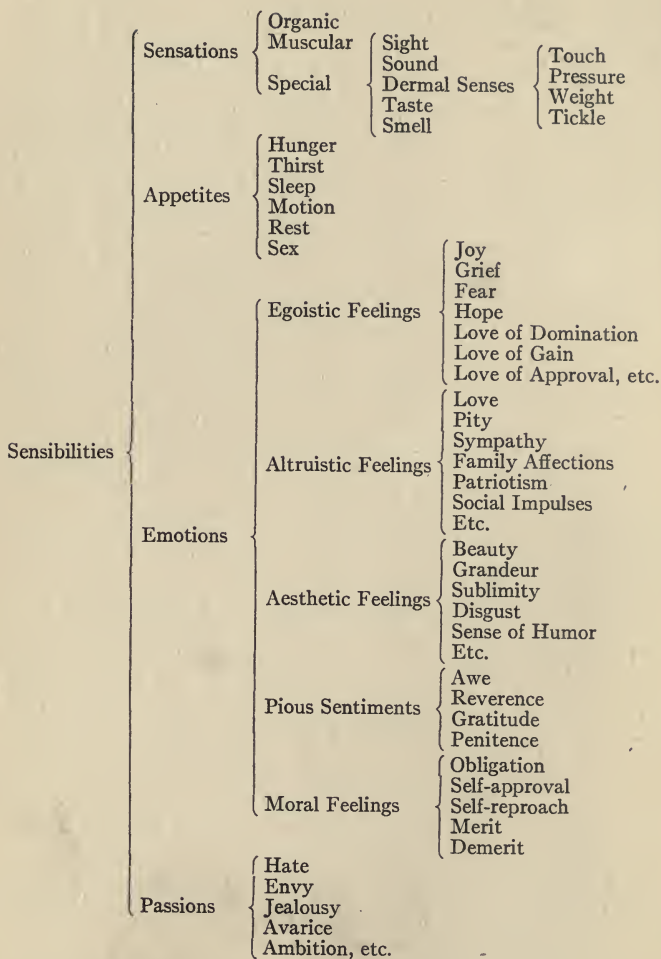 Sensibilities
Sensations
Organic
Muscular
Special
Sight
Sound
Dermal Senses
Taste
Smell
Touch
Pressure
Weight
Tickle
Appetites
Hunger
Thirst
Sleep
Motion
Rest
Sex
Emotions
Egoistic Feelings
Joy
Grief
Fear
Hope
Love of Domination
Love of Gain
Love of Approval, etc.
Altruistic Feelings
Love
Pity
Sympathy
Family Affections
Patriotism
Social Impulses
Etc.
Aesthetic Feelings
Beauty
Grandeur
Sublimity
Disgust
Sense of Humor
Etc.
Pious Sentiments
Awe
Reverence
Gratitude
Penitence
Moral Feelings
Obligation
Self-approval
Self-reproach
Merit
Demerit
Passions
Hate
Envy
Jealousy
Avarice
Ambition, etc.